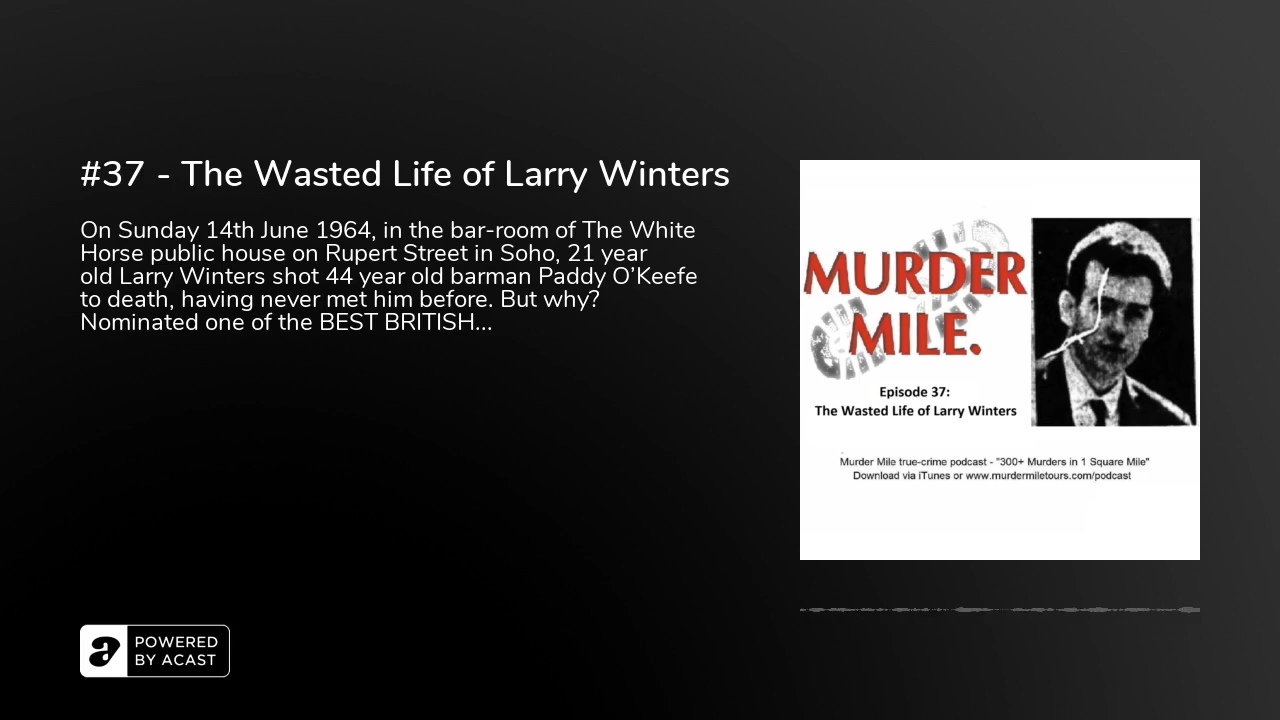 #37 - The Wasted Life of Larry Winters
On Sunday 14th June 1964, in the bar-room of The White
Horse public house on Rupert Street in Soho, 21 year
old Larry Winters shot 44 year old barman Paddy O’Keefe
to death, having never met him before. But why?
Nominated one of the BEST BRITISH...
MURDER
MILE.
Episode 37:
The Wasted Life of Larry Winters
Murder Mile true-crime podcast - "300+ Murders in 1 Square Mile"
Download via iTunes or www.murdermiletours.com/podcast
POWERED
BY ACAST